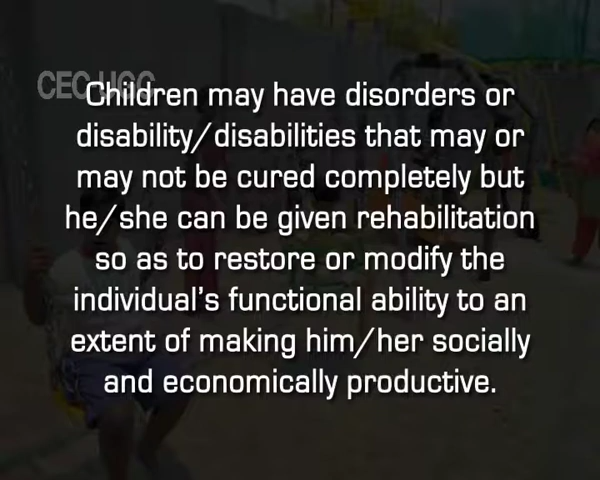 CEC-UGC
Children may have disorders or
disability/disabilities that may or
may not be cured completely but
he/she can be given rehabilitation
so as to restore or modify the
individual's functional ability to an
extent of making him/her socially
and economically productive.